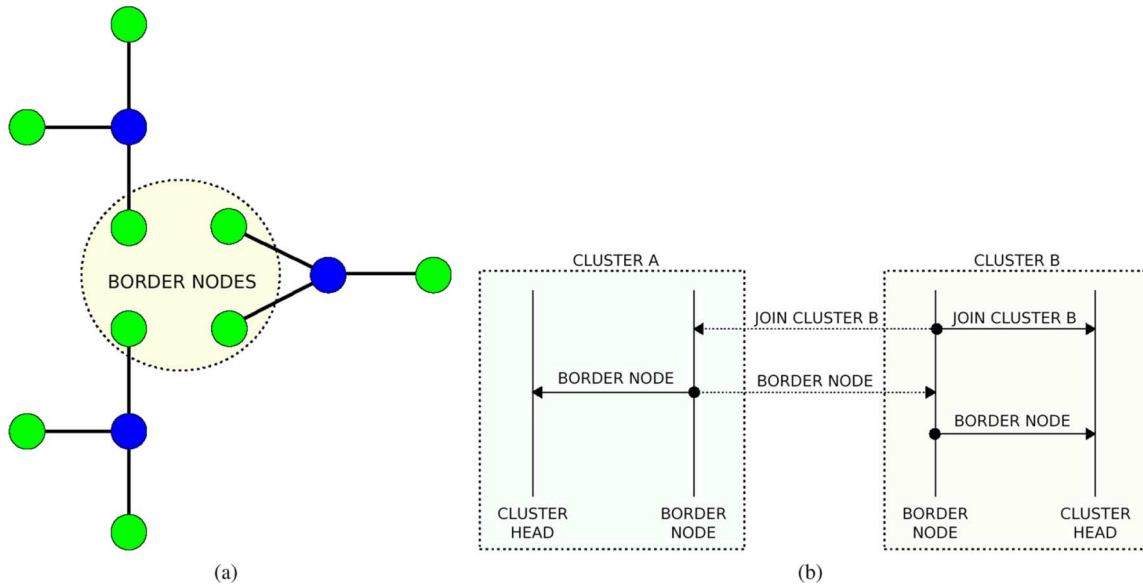 BORDER NODES
(a)
CLUSTER A
CLUSTER B
JOIN CLUSTER B
JOIN CLUSTER B
BORDER NODE
BORDER NODE
BORDER NODE
CLUSTER
HEAD
BORDER
NODE
BORDER
NODE
CLUSTER
HEAD
(b)